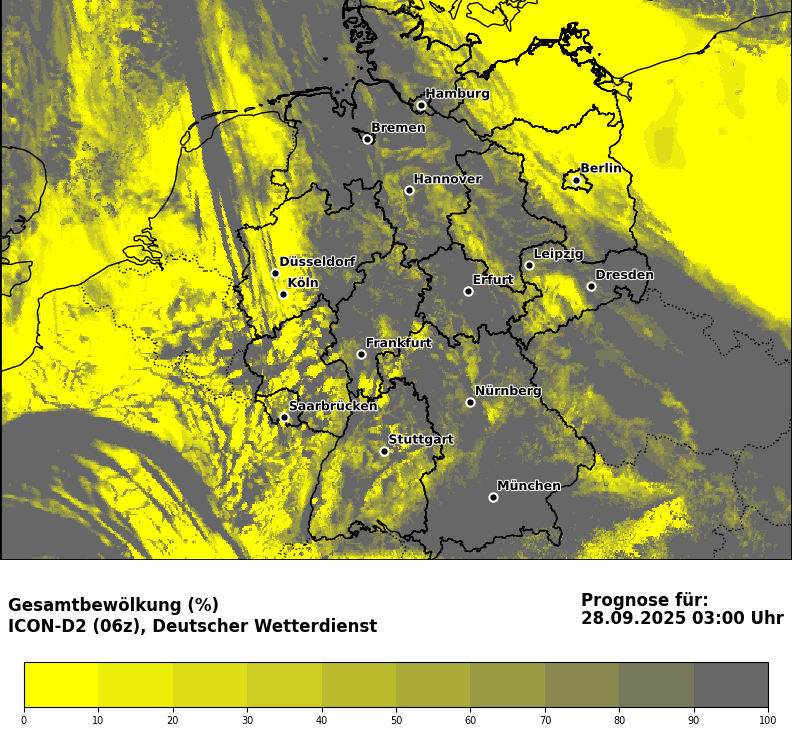 Hamburg
Bremen
Berlin
Hannover
Leipzig
Düsseldorf
Dresden
Erfurt
Köln
Frankfurt
Nürnberg
Saarbrücken
Stuttgart
München
Gesamtbewölkung (%)
ICON-D2 (06z), Deutscher Wetterdienst
Prognose für:
28.09.2025 03:00 Uhr
0 10 20 30 40 50 60 70 80 90 100